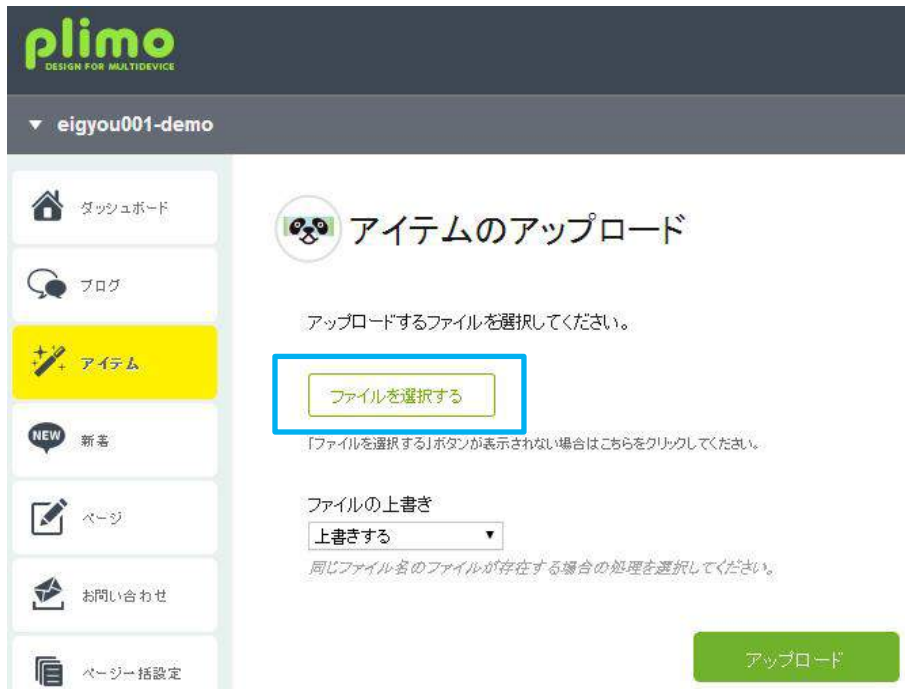 plimo
DESIGN FOR MULTIDEVICE
▼ eigyou001-demo
ダッシュボード
ブログ
アイテム
NEW 新着
ページ
お問い合わせ
ページ一括設定
アイテムのアップロード
アップロードするファイルを選択してください。
ファイルを選択する
「ファイルを選択する」ボタンが表示されない場合はこちらをクリックしてください。
ファイルの上書き
上書きする ▼
同じファイル名のファイルが存在する場合の処理を選択してください。
アップロード